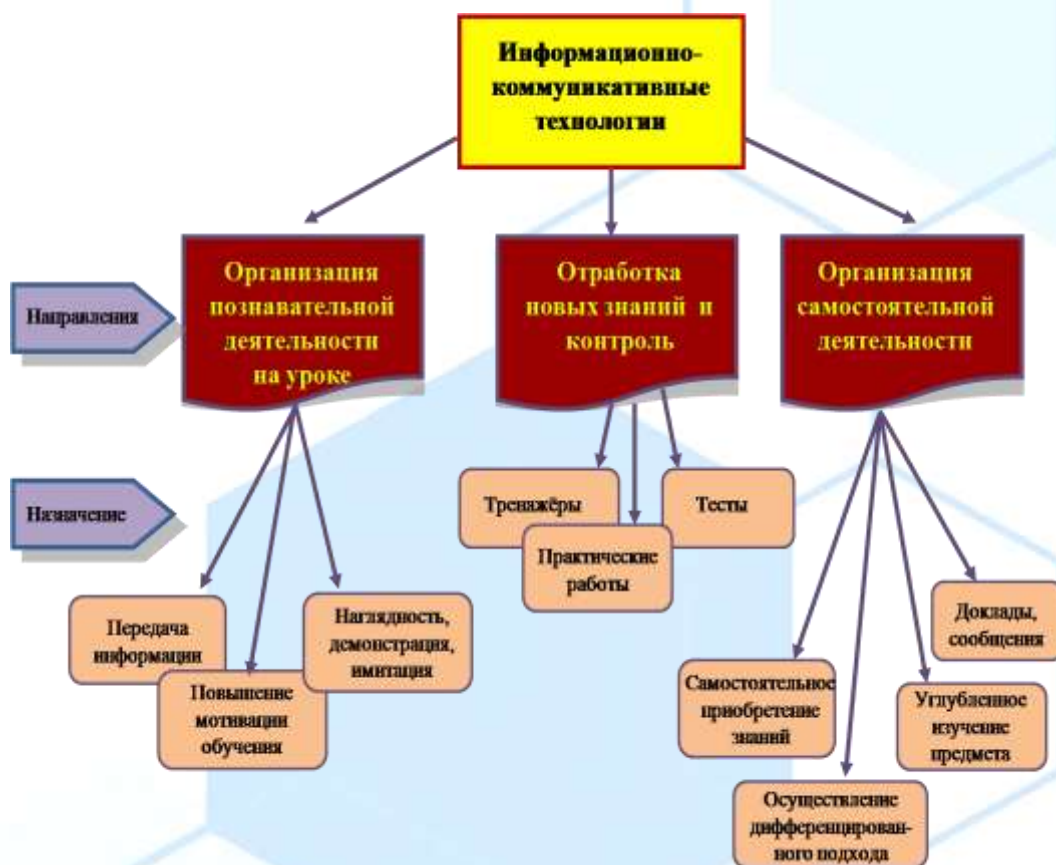 Информационно-
коммуникативные
технологии
Направления
Организация
познавательной
деятельности
на уроке
Отработка
новых знаний и
контроль
Организация
самостоятельной
деятельности
Назначение
Передача
информации
Повышение
мотивации
обучения
Наглядность,
демонстрация,
имитация
Тренажёры
Практические
работы
Тесты
Самостоятельное
приобретение
знаний
Осуществление
дифференцирован-
ного подхода
Углубленное
изучение
предмета
Доклады,
сообщения